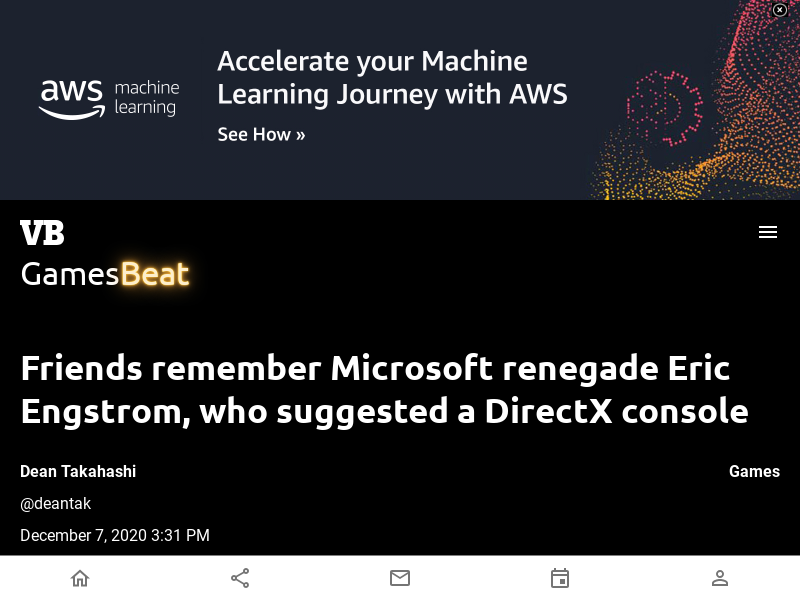 aws machine
learning
Accelerate your Machine
Learning Journey with AWS
See How »
VB
GamesBeat
Friends remember Microsoft renegade Eric
Engstrom, who suggested a DirectX console
Dean Takahashi
Games
@deantak
December 7, 2020 3:31 PM